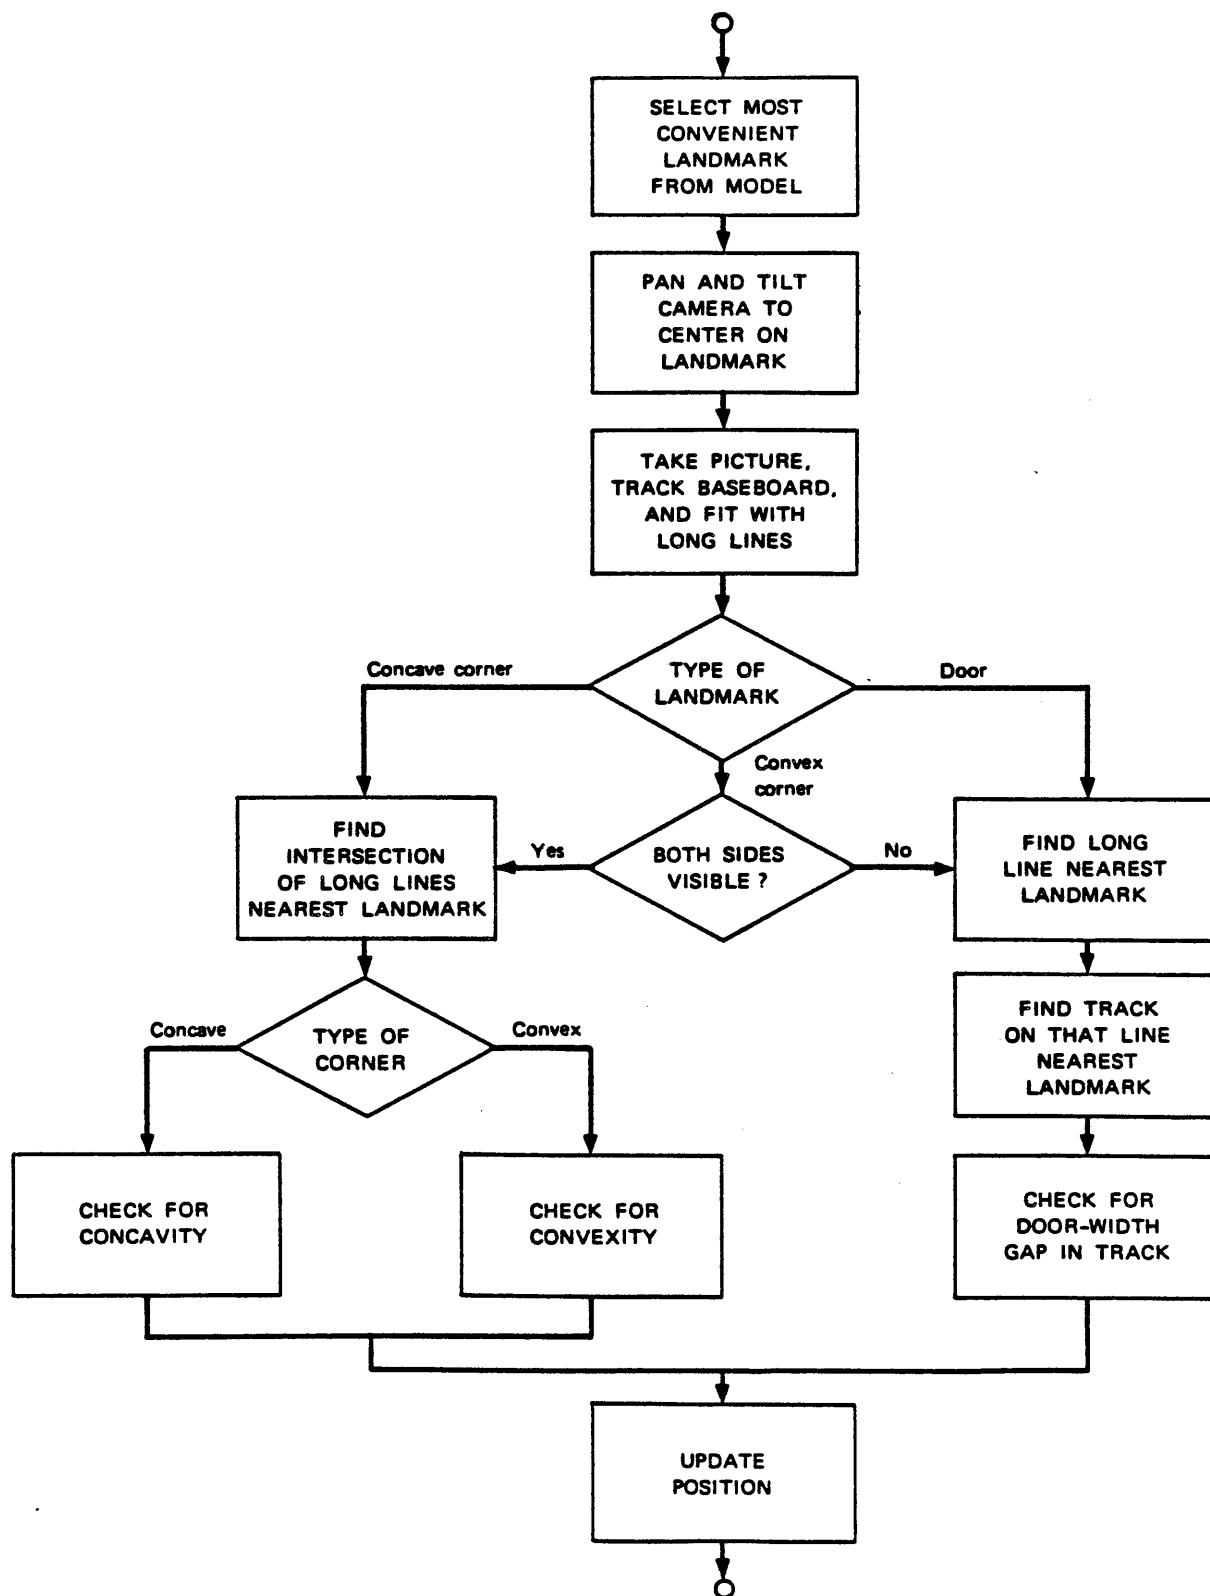 SELECT MOST
CONVENIENT
LANDMARK
FROM MODEL
PAN AND TILT
CAMERA TO
CENTER ON
LANDMARK
TAKE PICTURE,
TRACK BASEBOARD,
AND FIT WITH
LONG LINES
TYPE OF
LANDMARK
Concave corner
Door
Convex
corner
FIND
INTERSECTION
OF LONG LINES
NEAREST LANDMARK
Yes
BOTH SIDES
VISIBLE ?
No
FIND LONG
LINE NEAREST
LANDMARK
Concave
TYPE OF
CORNER
Convex
FIND TRACK
ON THAT LINE
NEAREST
LANDMARK
CHECK FOR
CONCAVITY
CHECK FOR
CONVEXITY
CHECK FOR
DOOR-WIDTH
GAP IN TRACK
UPDATE
POSITION